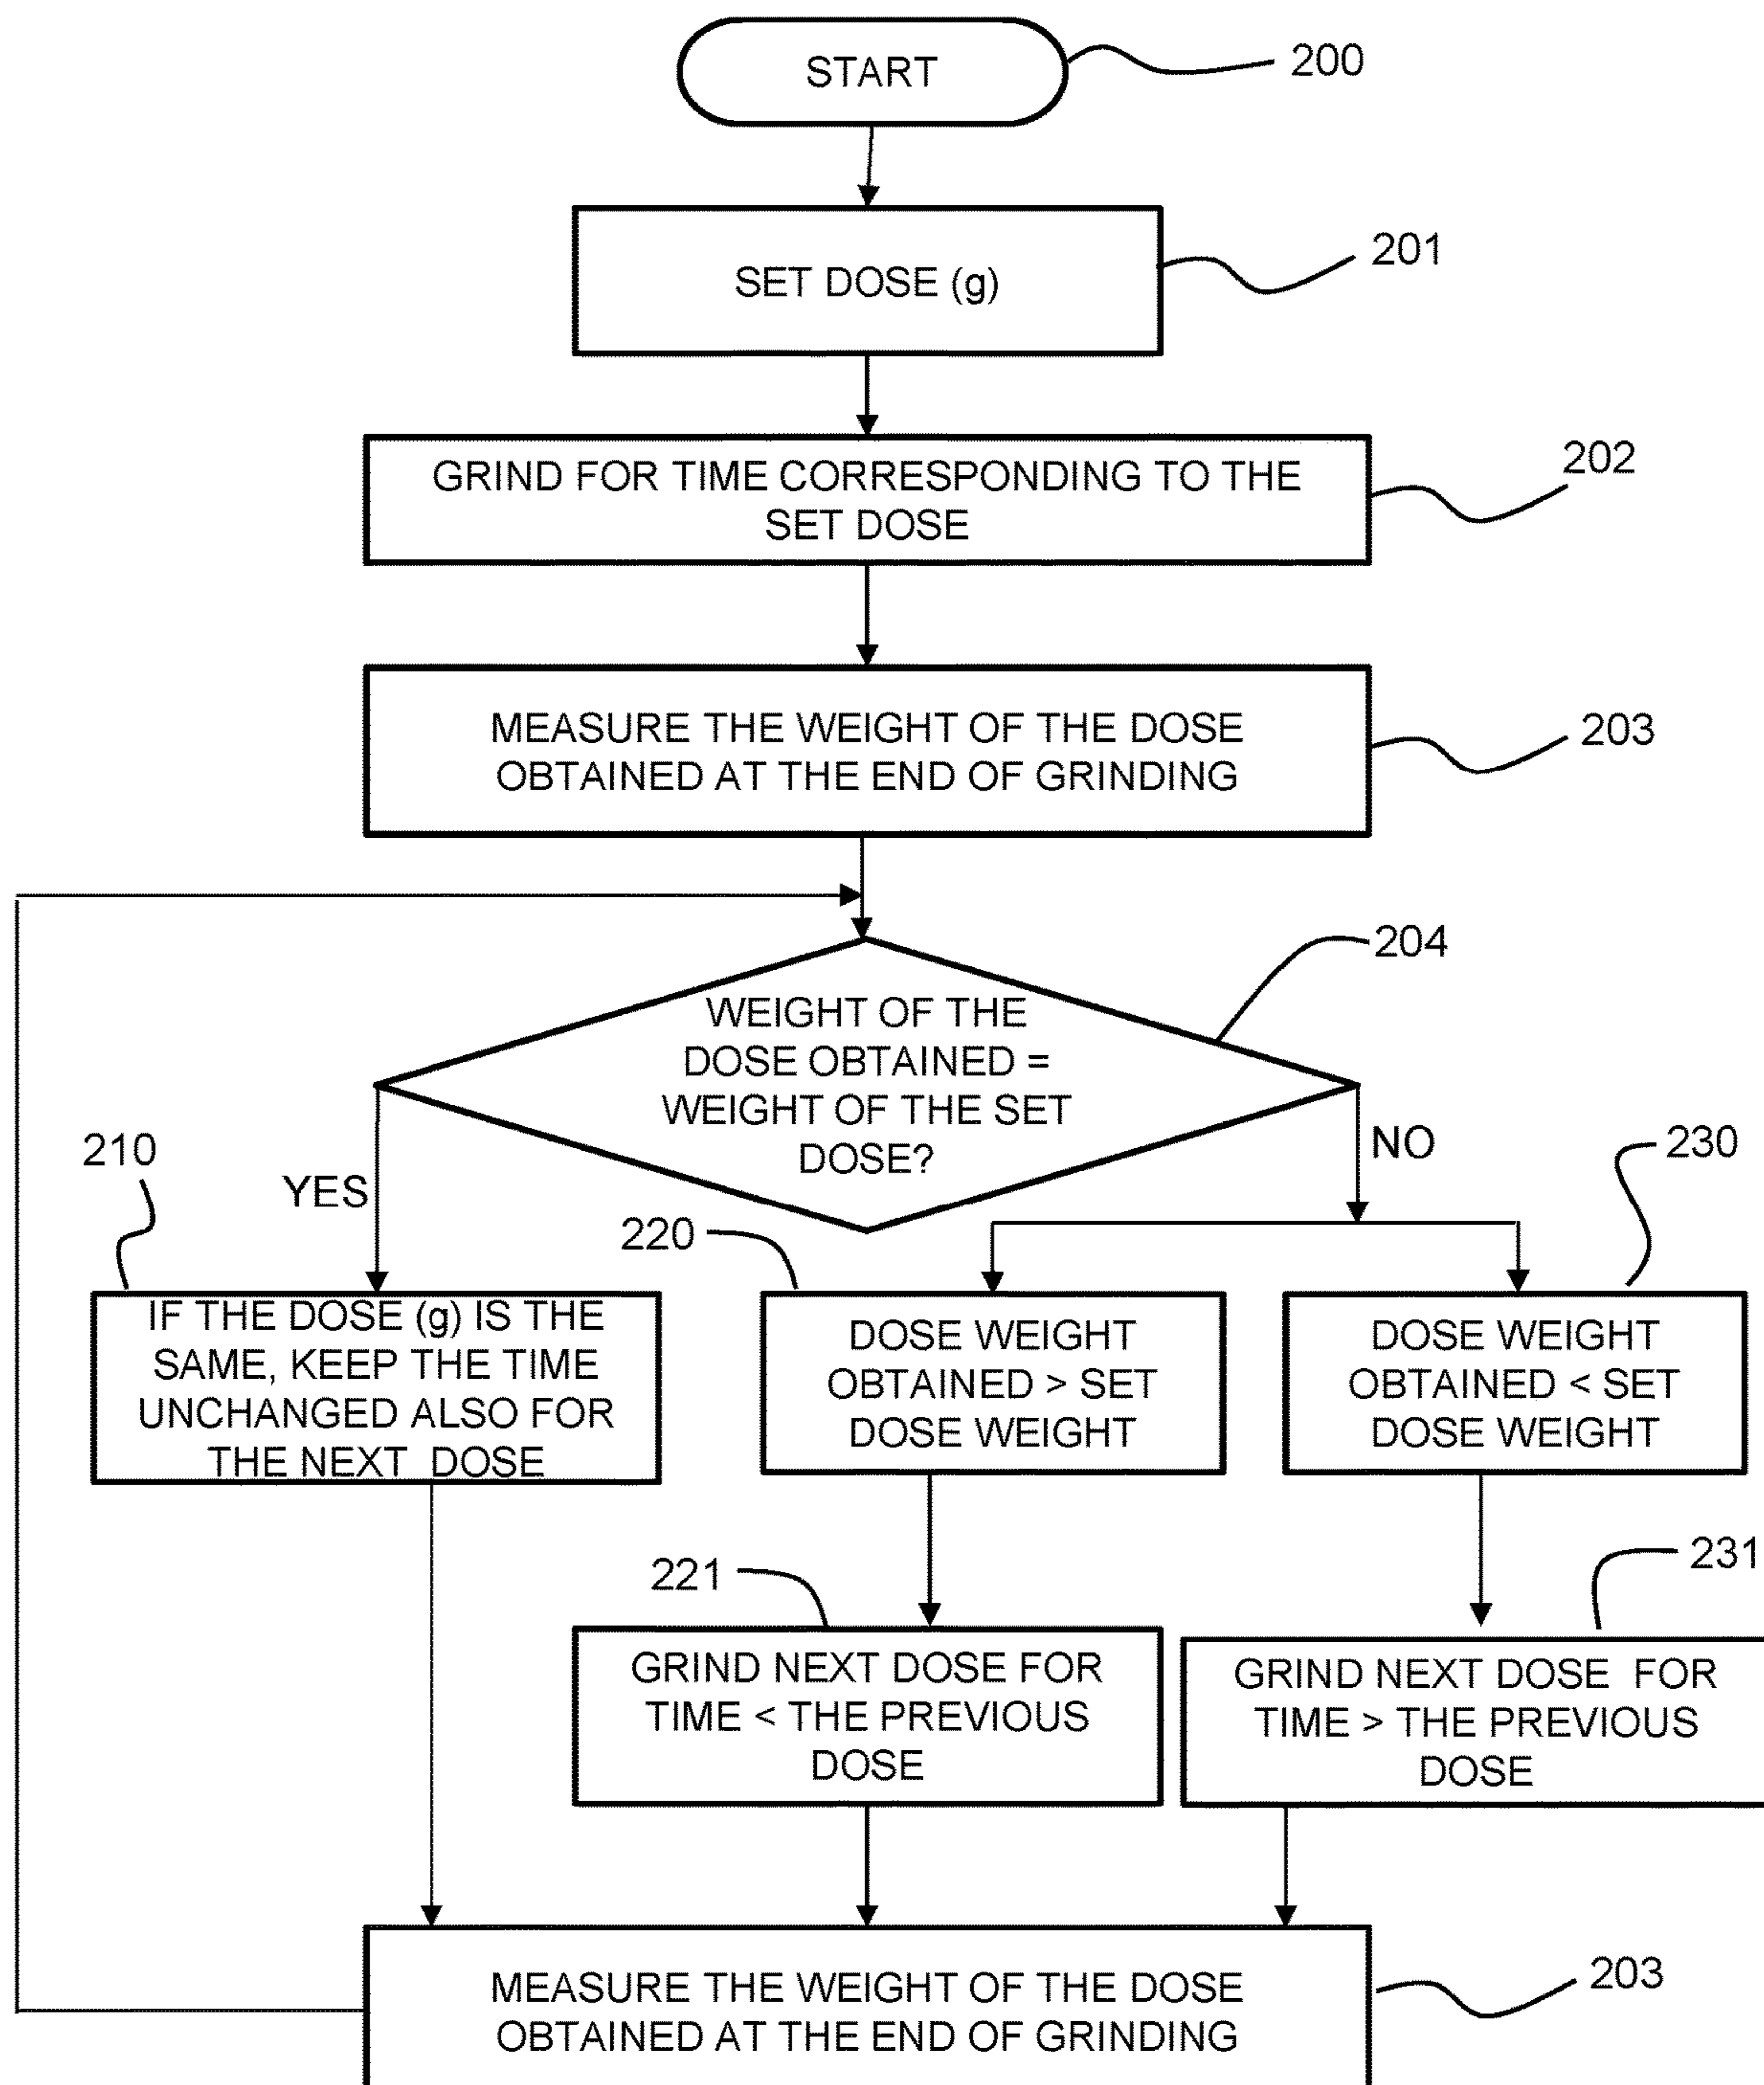 START
200
SET DOSE (g)
201
GRIND FOR TIME CORRESPONDING TO THE
SET DOSE
202
MEASURE THE WEIGHT OF THE DOSE
OBTAINED AT THE END OF GRINDING
203
WEIGHT OF THE
DOSE OBTAINED =
WEIGHT OF THE SET
DOSE?
204
YES
NO
210
IF THE DOSE (g) IS THE
SAME, KEEP THE TIME
UNCHANGED ALSO FOR
THE NEXT DOSE
220
DOSE WEIGHT
OBTAINED > SET
DOSE WEIGHT
230
DOSE WEIGHT
OBTAINED < SET
DOSE WEIGHT
221
GRIND NEXT DOSE FOR
TIME < THE PREVIOUS
DOSE
231
GRIND NEXT DOSE FOR
TIME > THE PREVIOUS
DOSE
MEASURE THE WEIGHT OF THE DOSE
OBTAINED AT THE END OF GRINDING
203